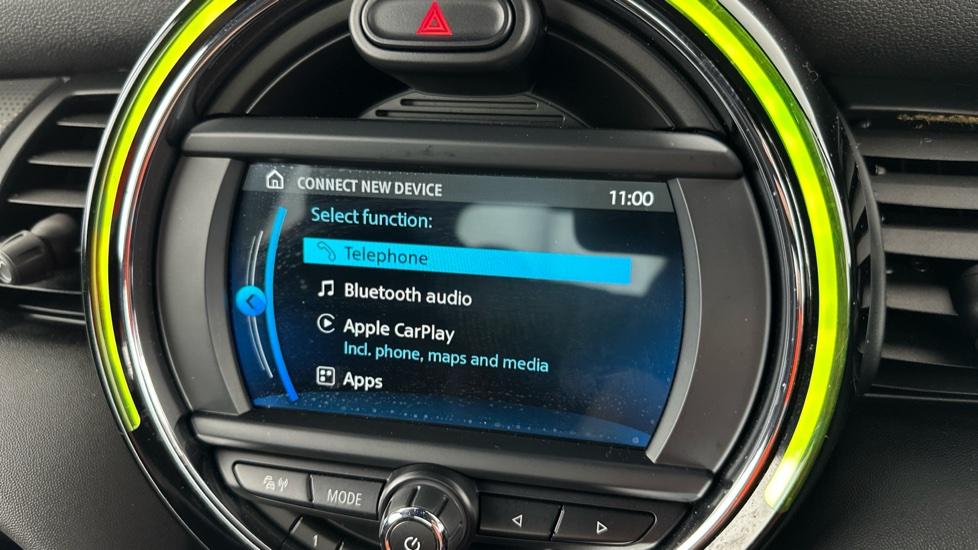 CONNECT NEW DEVICE 11:00
Select function:
Telephone
Bluetooth audio
Apple CarPlay
Incl. phone, maps and media
Apps
MODE
1